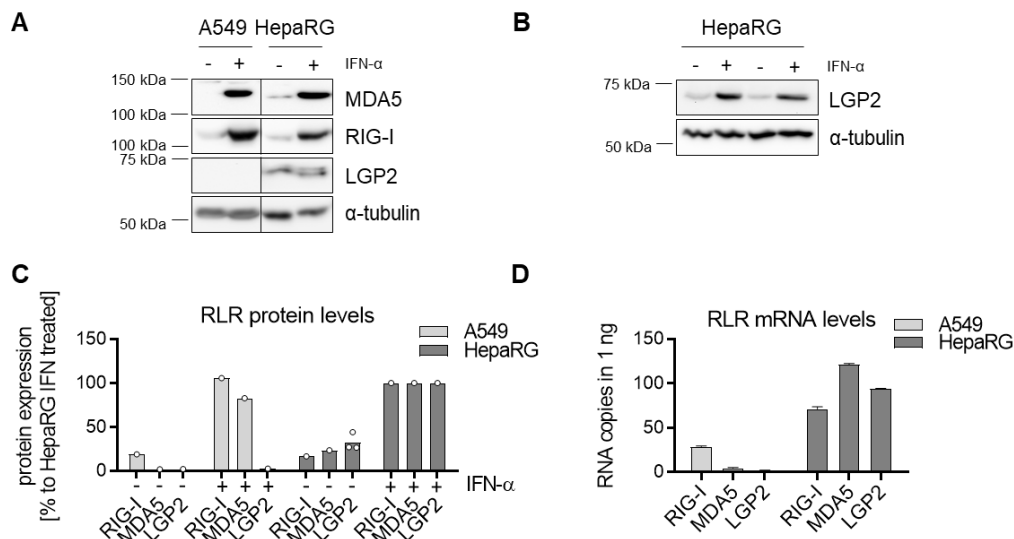 A
A549 HepaRG
- + - + IFN-α
150 kDa
MDA5
100 kDa
100 kDa
RIG-I
75 kDa
LGP2
50 kDa
α-tubulin
B
HepaRG
- + - + IFN-α
75 kDa
LGP2
50 kDa
α-tubulin
C
RLR protein levels
A549
HepaRG
protein expression
[% to HepaRG IFN treated]
150
100
50
0
- - - + + + - - - + + + IFN-α
RIG-I MDA5 LGP2 RIG-I MDA5 LGP2 RIG-I MDA5 LGP2 RIG-I MDA5 LGP2
D
RLR mRNA levels
A549
HepaRG
RNA copies in 1 ng
150
100
50
0
RIG-I MDA5 LGP2 RIG-I MDA5 LGP2